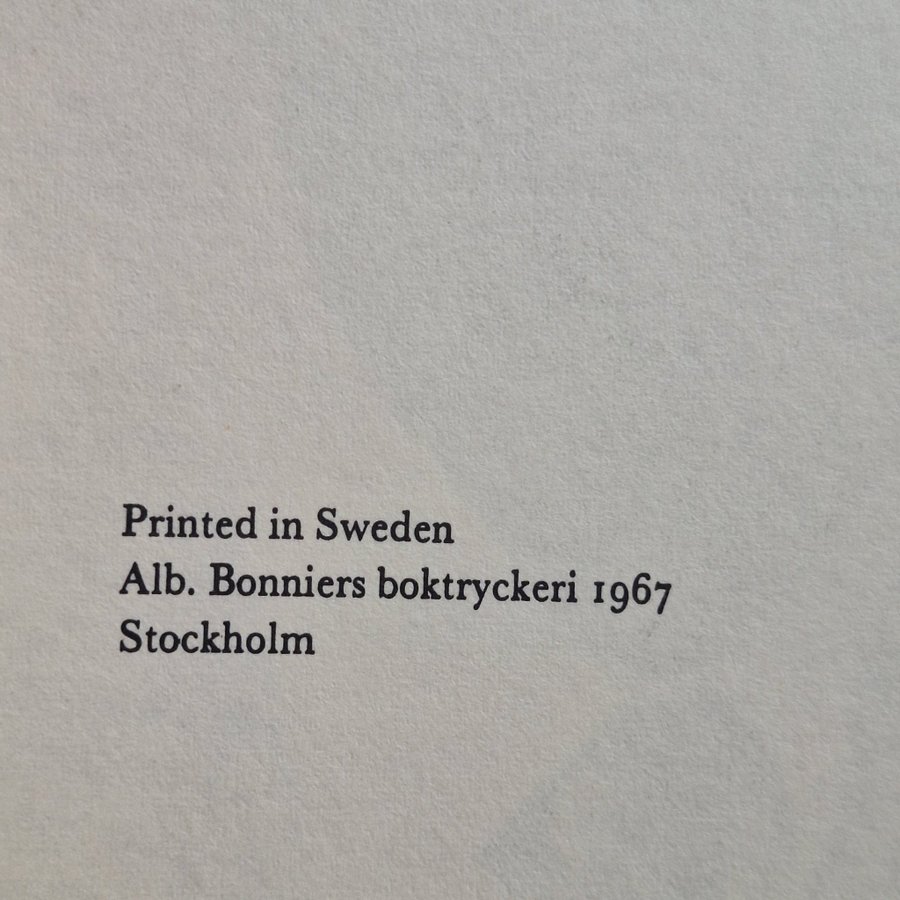 Printed in Sweden
Alb. Bonniers boktryckeri 1967
Stockholm